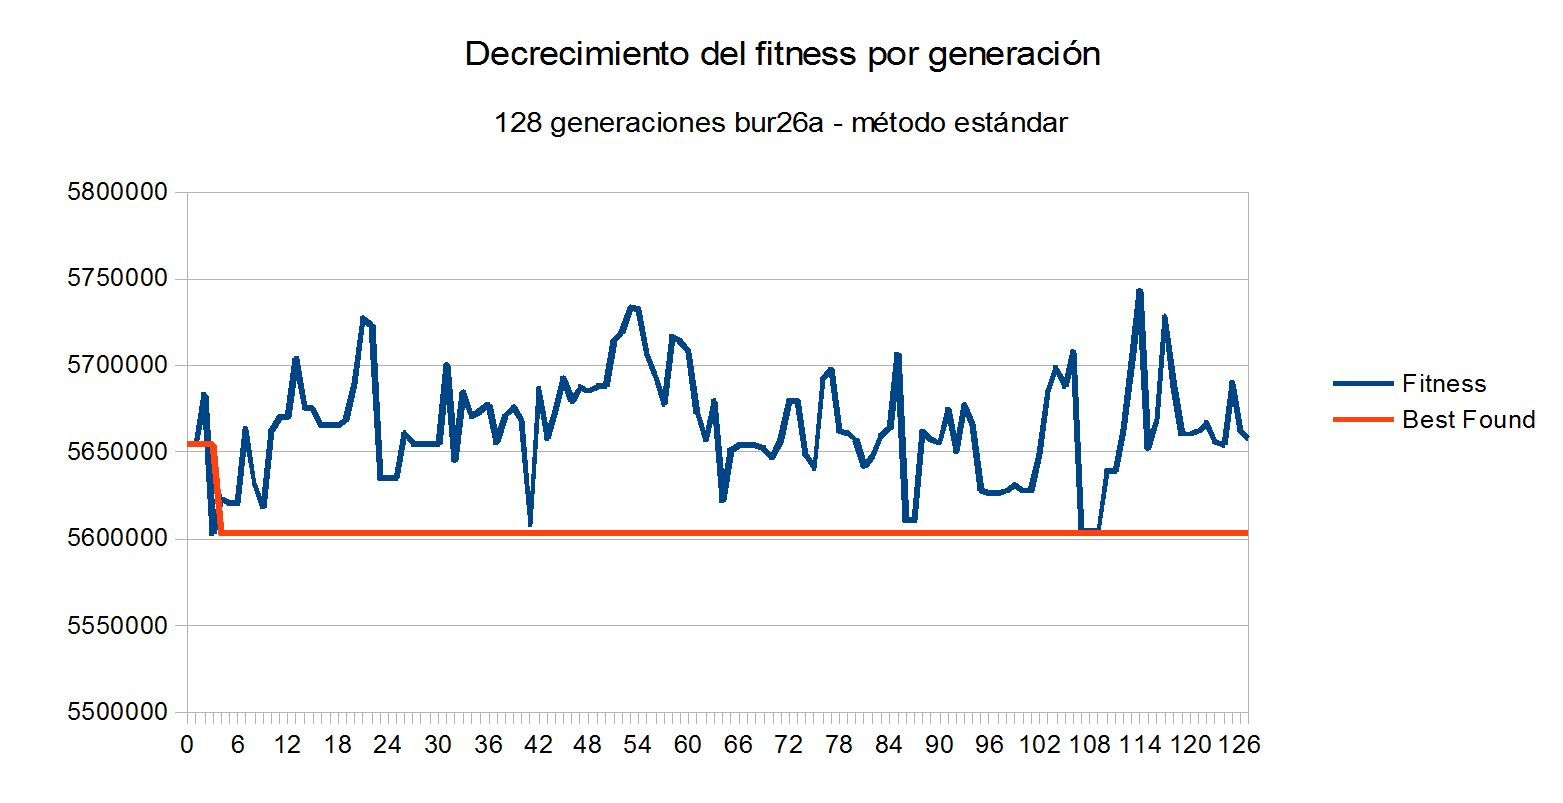 Decrecimiento del fitness por generación
128 generaciones bur26a - método estándar
5800000
5750000
5700000
5650000
5600000
5550000
5500000
0 6 12 18 24 30 36 42 48 54 60 66 72 78 84 90 96 102 108 114 120 126
Fitness
Best Found